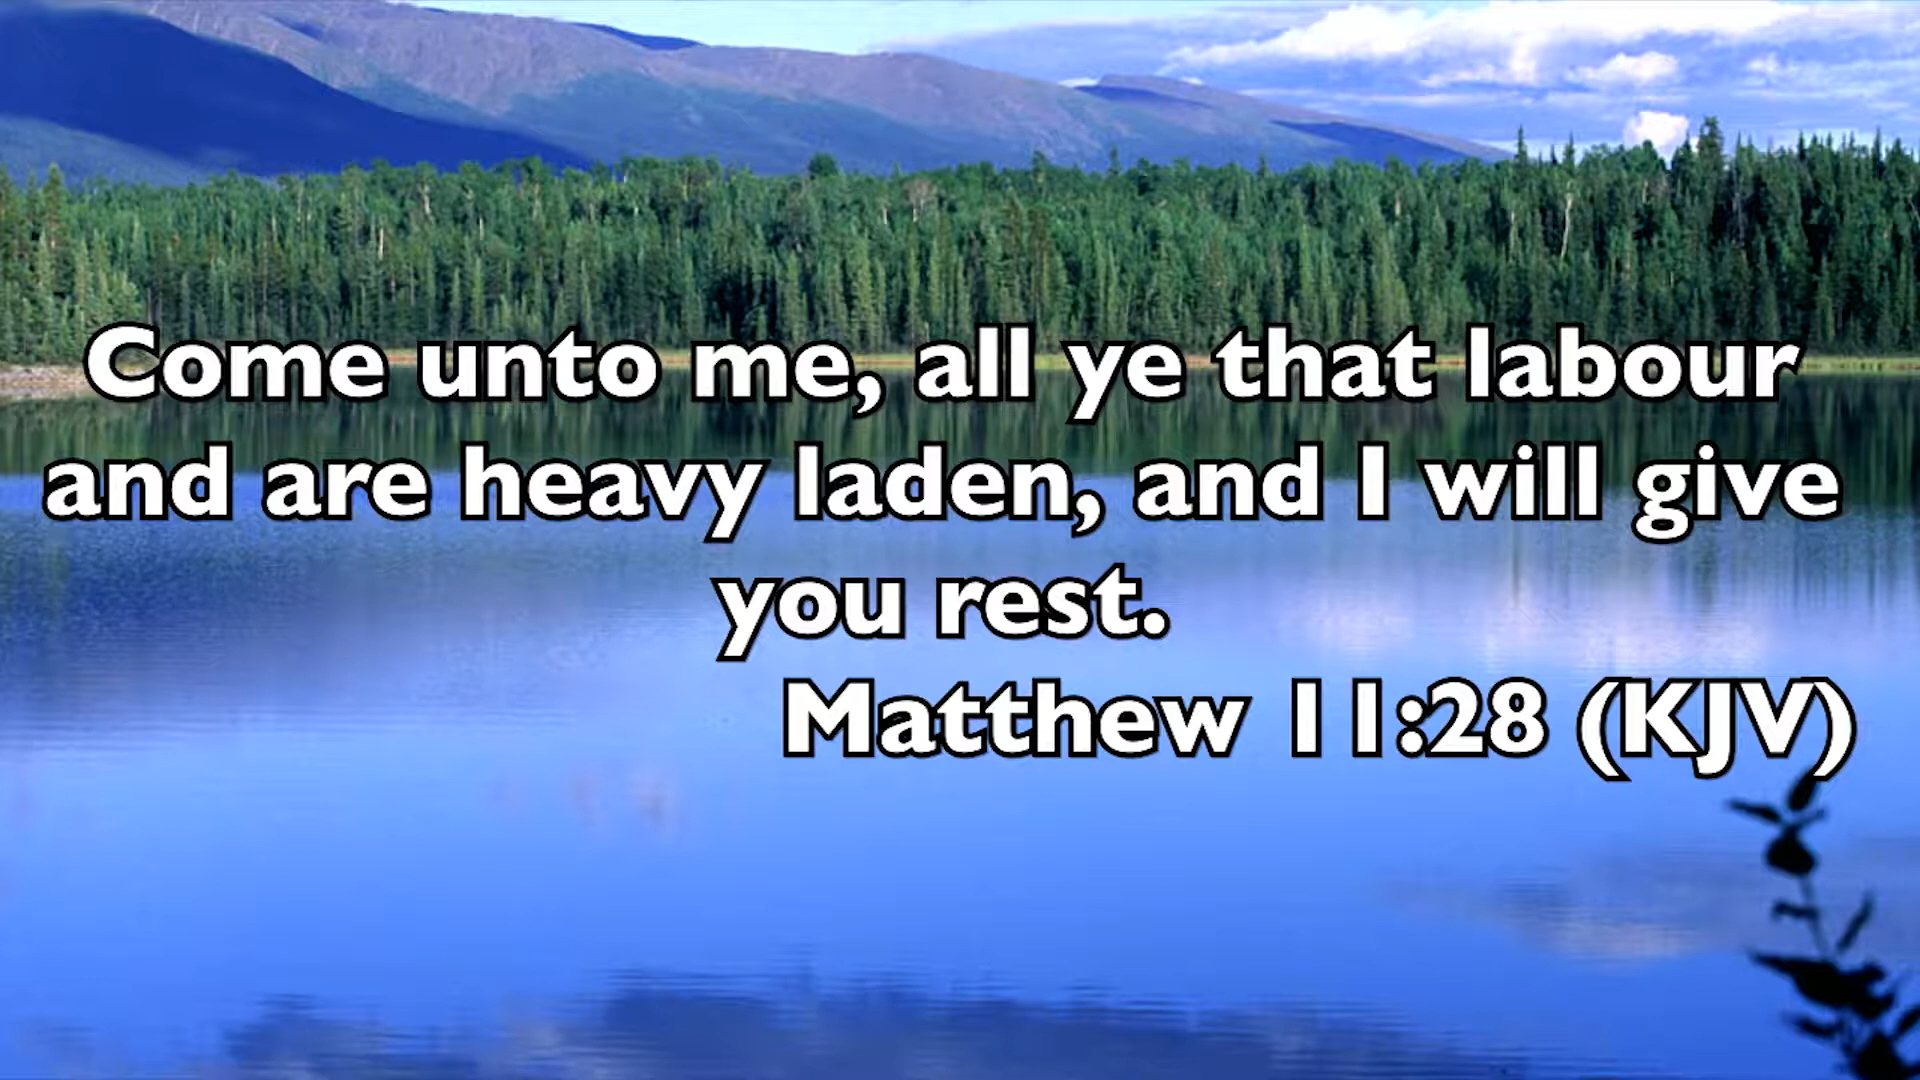 Come unto me, all ye that labour
and are heavy laden, and I will give
you rest.
Matthew 11:28 (KJV)